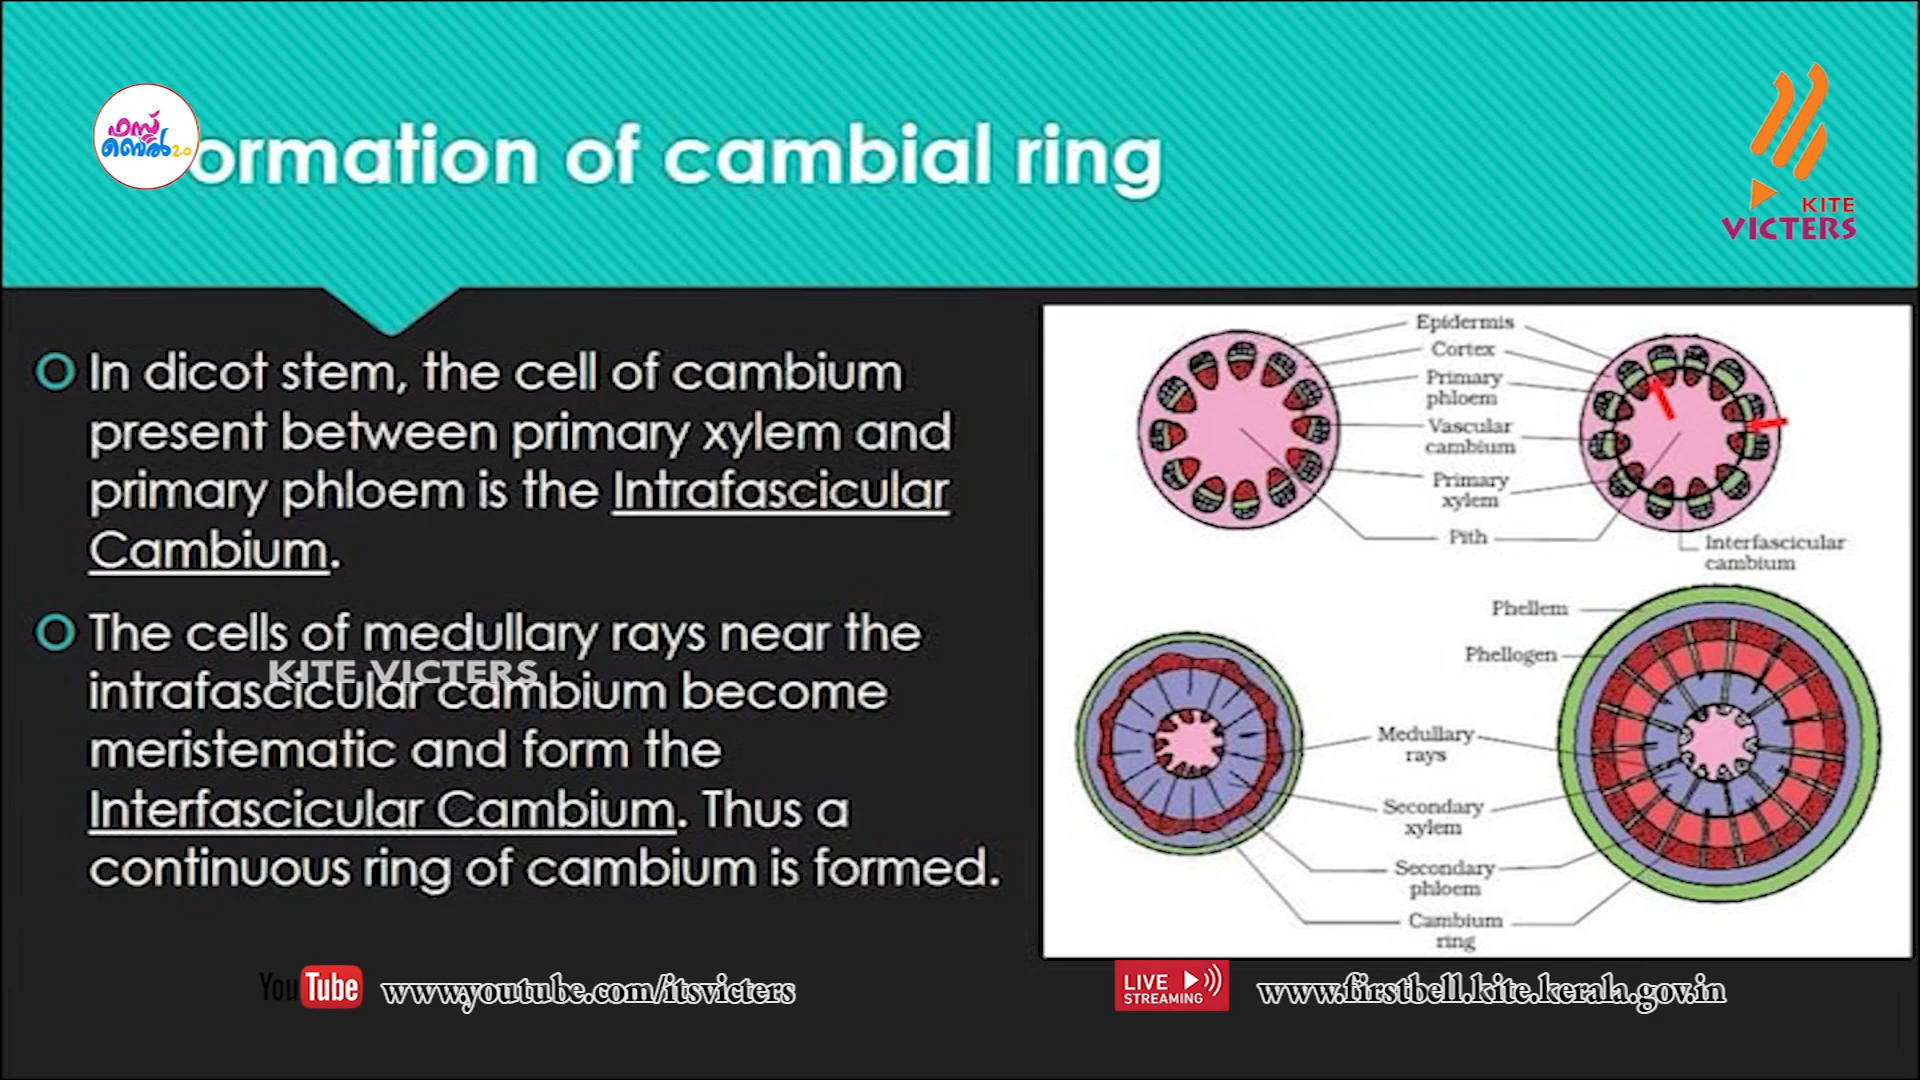 ഫസ്റ്റ്
ബെൽ 2.0
ormation of cambial ring
KITE
VICTERS
In dicot stem, the cell of cambium
present between primary xylem and
primary phloem is the Intrafascicular
Cambium.
The cells of medullary rays near the
KITE VICTERS
intrafascicular cambium become
meristematic and form the
Interfascicular Cambium. Thus a
continuous ring of cambium is formed.
Epidermis
Cortex
Primary
phloem
Vascular
cambium
Primary
xylem
Pith
Interfascicular
cambium
Phellem
Phellogen
Medullary
rays
Secondary
xylem
Secondary
phloem
Cambium
ring
YouTube
www.youtube.com/itsvicters
LIVE
STREAMING
www.firstbell.kite.kerala.gov.in